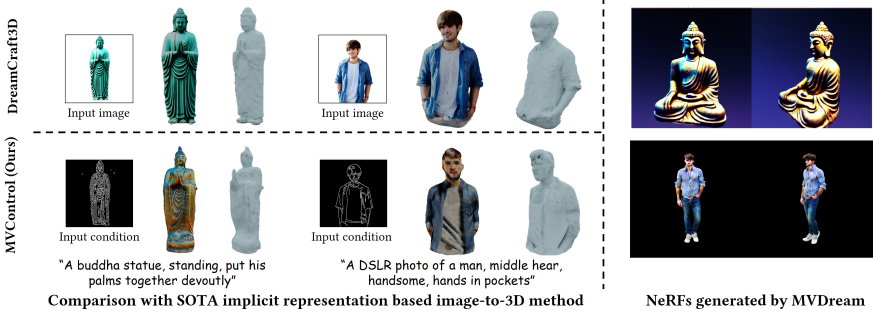 DreamCraft3D
Input image
Input image
MVControl (Ours)
Input condition
Input condition
“A buddha statue, standing, put his
palms together devoutly”
“A DSLR photo of a man, middle hear,
handsome, hands in pockets”
Comparison with SOTA implicit representation based image-to-3D method
NeRFs generated by MVDream